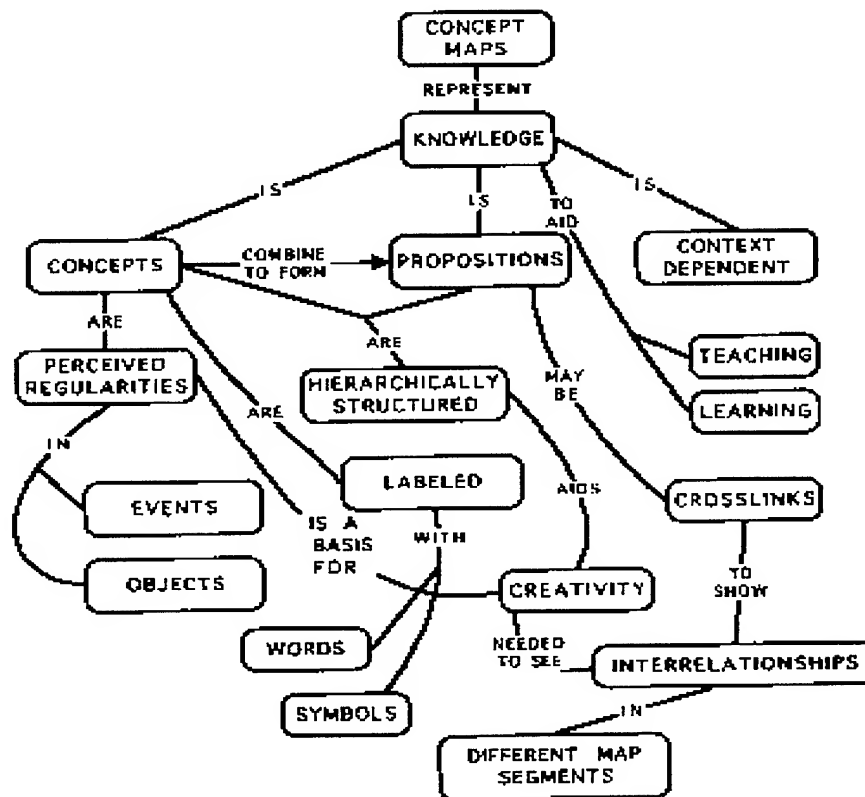 CONCEPT
MAPS
REPRESENT
KNOWLEDGE
IS
IS
TO
AID
IS
CONCEPTS
COMBINE
TO FORM
PROPOSITIONS
CONTEXT
DEPENDENT
ARE
PERCEIVED
REGULARITIES
ARE
HIERARCHICALLY
STRUCTURED
MAY
BE
TEACHING
LEARNING
IN
ARE
LABELED
AIDS
CROSSLINKS
EVENTS
IS A
BASIS
FOR
WITH
OBJECTS
CREATIVITY
TO
SHOW
WORDS
NEEDED
TO SEE
INTERRELATIONSHIPS
SYMBOLS
IN
DIFFERENT MAP
SEGMENTS